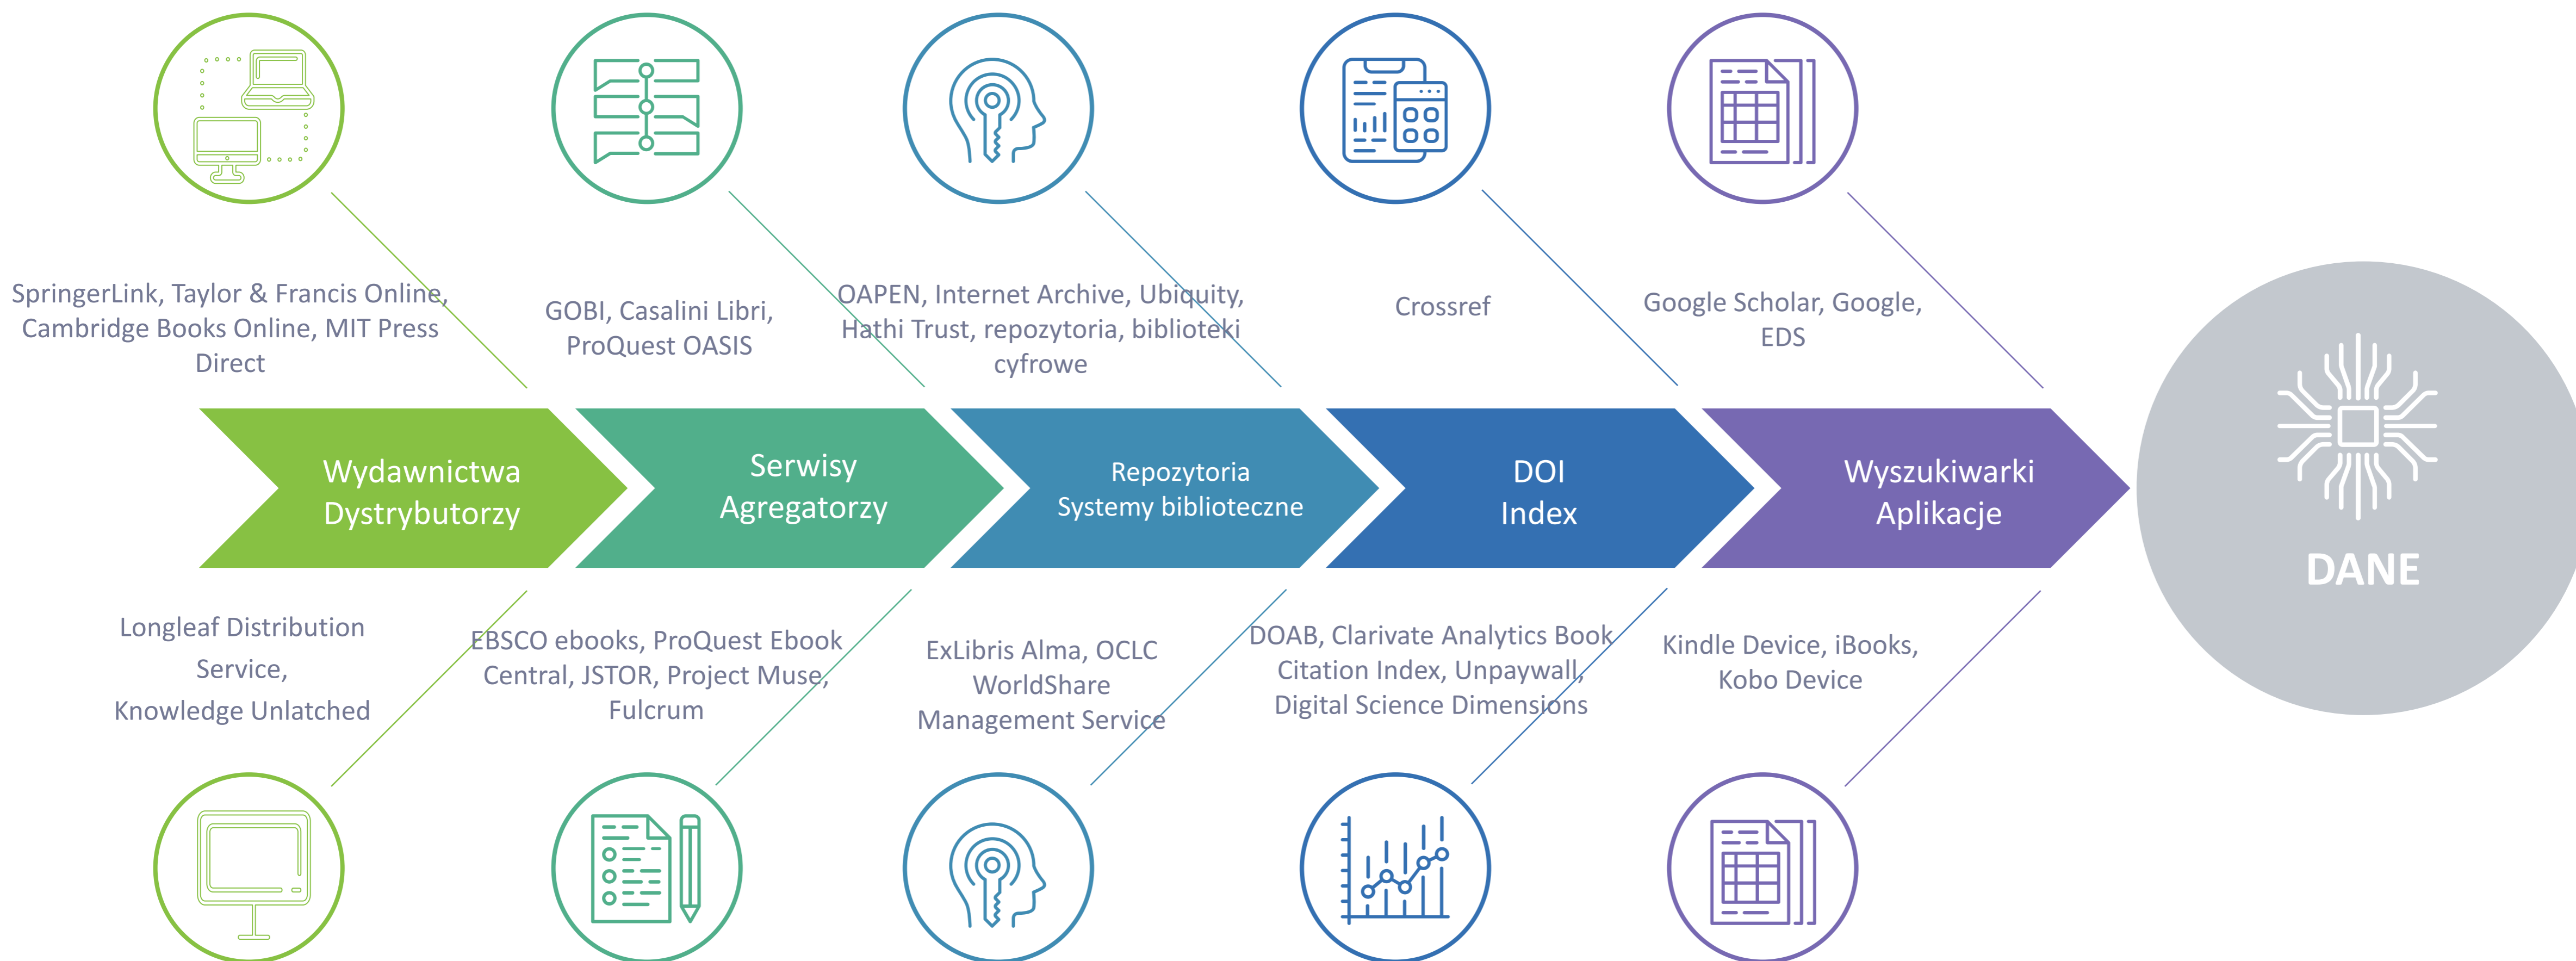 SpringerLink, Taylor & Francis Online,
Cambridge Books Online, MIT Press
Direct
GOBI, Casalini Libri,
ProQuest OASIS
OAPEN, Internet Archive, Ubiquity,
Hathi Trust, repozytoria, biblioteki
cyfrowe
Crossref
Google Scholar, Google,
EDS
Wydawnictwa
Dystrybutorzy
Serwisy
Agregatorzy
Repozytoria
Systemy biblioteczne
DOI
Index
Wyszukiwarki
Aplikacje
DANE
Longleaf Distribution
Service,
Knowledge Unlatched
EBSCO ebooks, ProQuest Ebook
Central, JSTOR, Project Muse,
Fulcrum
ExLibris Alma, OCLC
WorldShare
Management Service
DOAB, Clarivate Analytics Book
Citation Index, Unpaywall,
Digital Science Dimensions
Kindle Device, iBooks,
Kobo Device